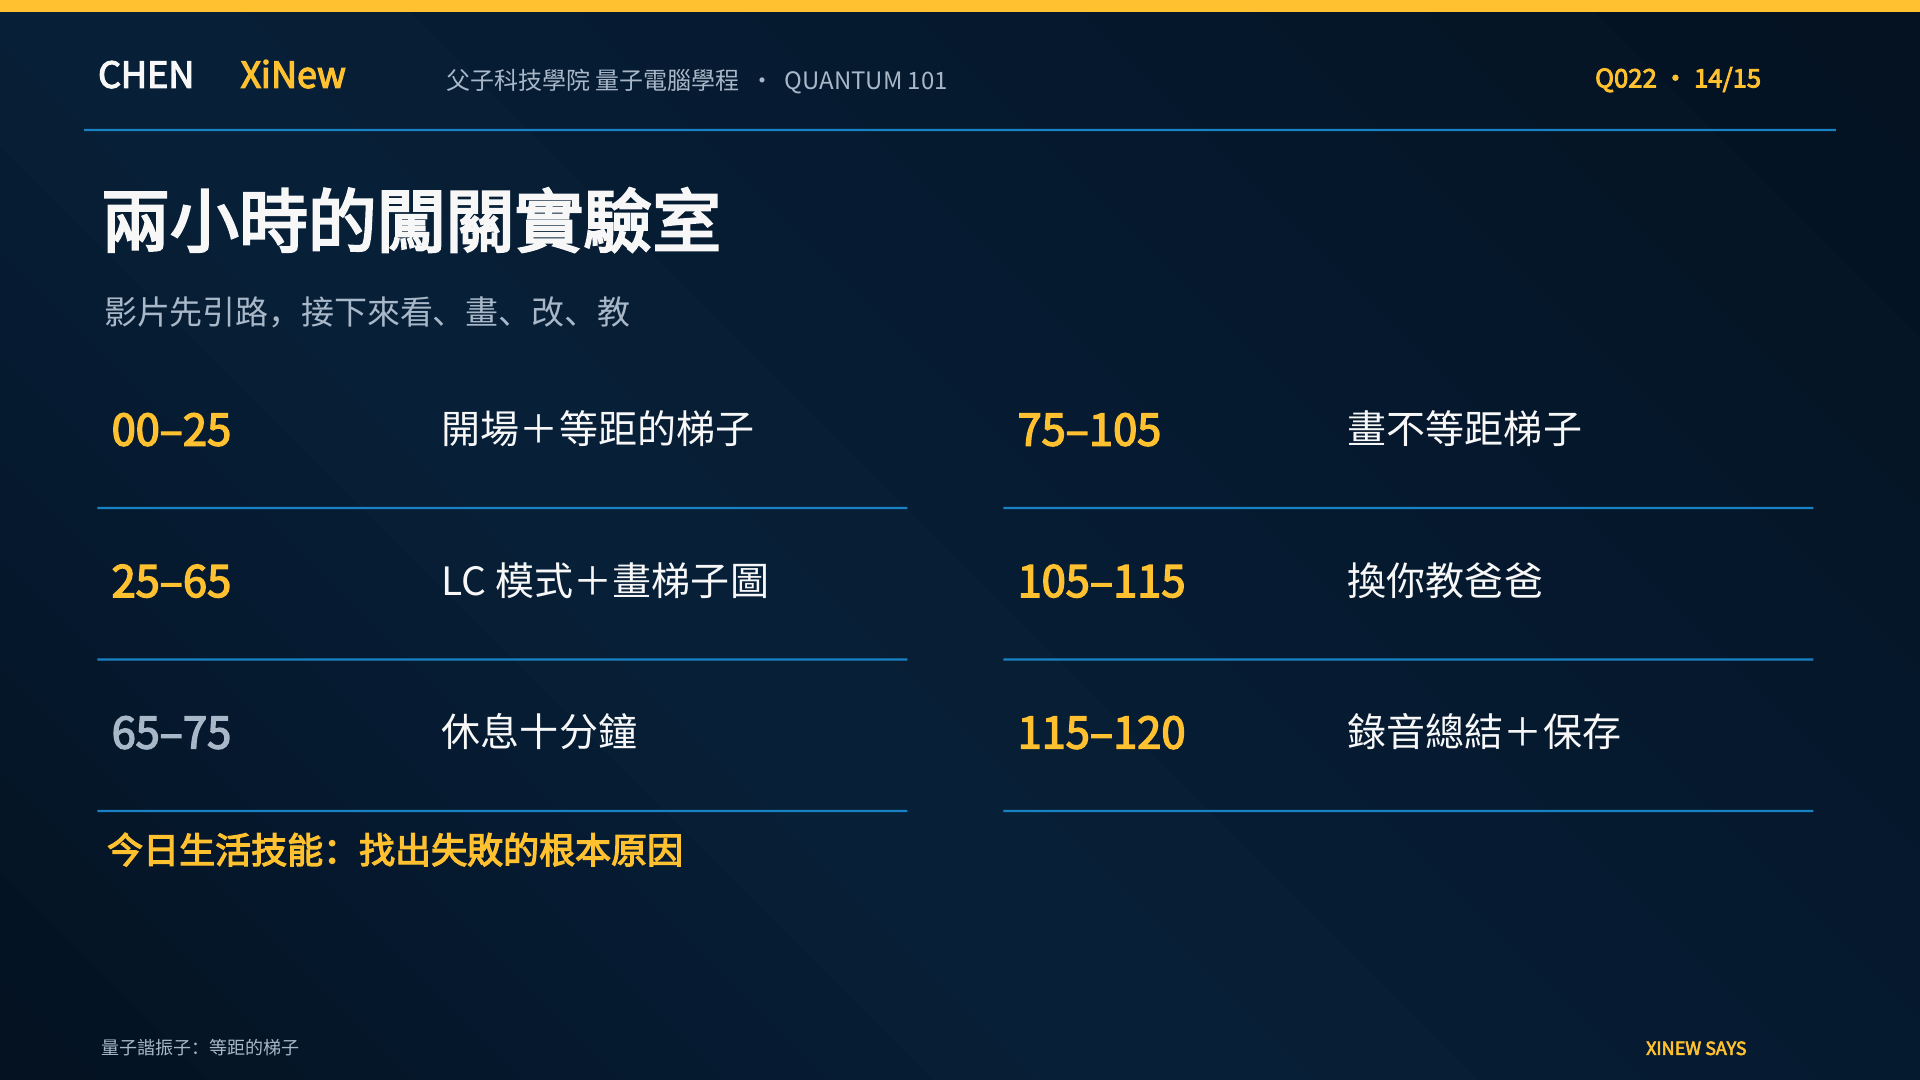 CHEN XiNew 父子科技學院 量子電腦學程 · QUANTUM 101 Q022 · 14/15
兩小時的闖關實驗室
影片先引路，接下來看、畫、改、教
00–25 開場＋等距的梯子
25–65 LC 模式＋畫梯子圖
65–75 休息十分鐘
75–105 畫不等距梯子
105–115 換你教爸爸
115–120 錄音總結＋保存
今日生活技能：找出失敗的根本原因
量子諧振子：等距的梯子 XINEW SAYS